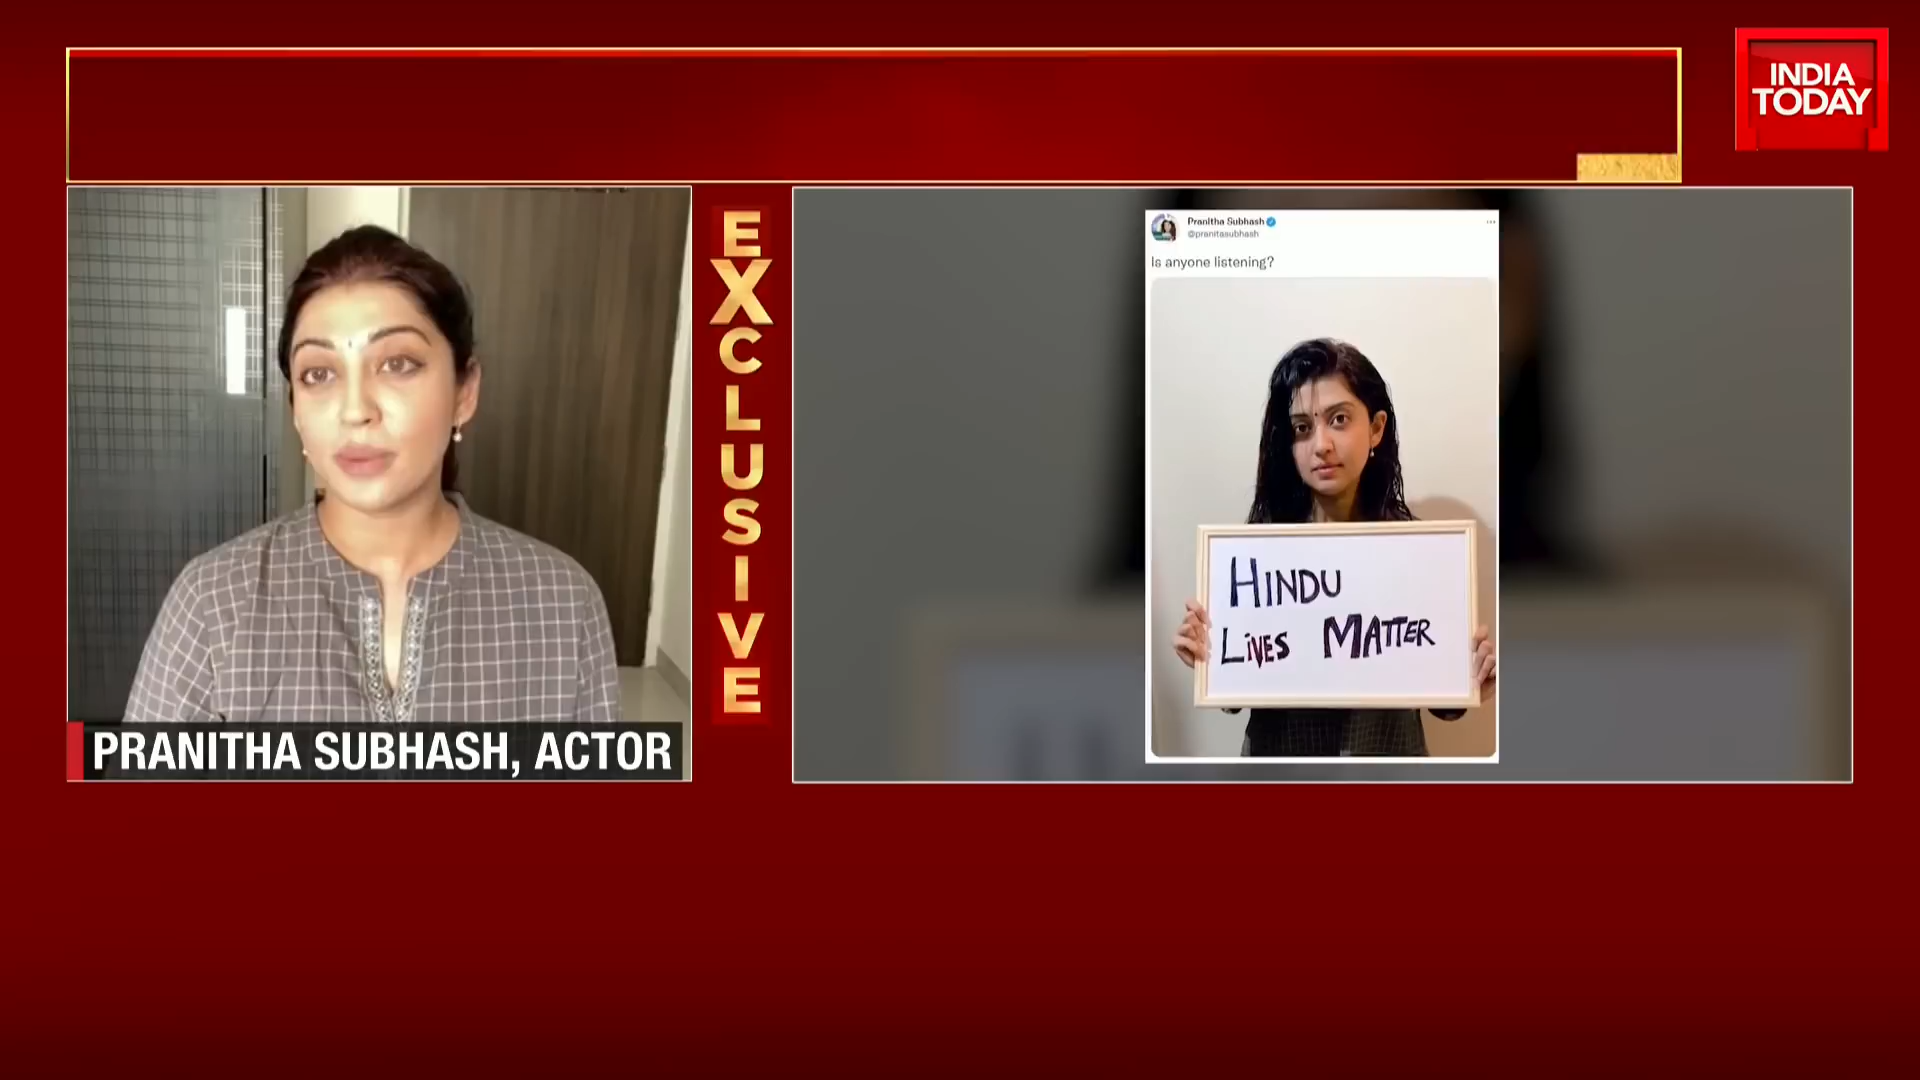 INDIA
TODAY
EXCLUSIVE
Pranitha Subhash
@pranitasubhash
Is anyone listening?
HINDU
LIVES MATTER
PRANITHA SUBHASH, ACTOR